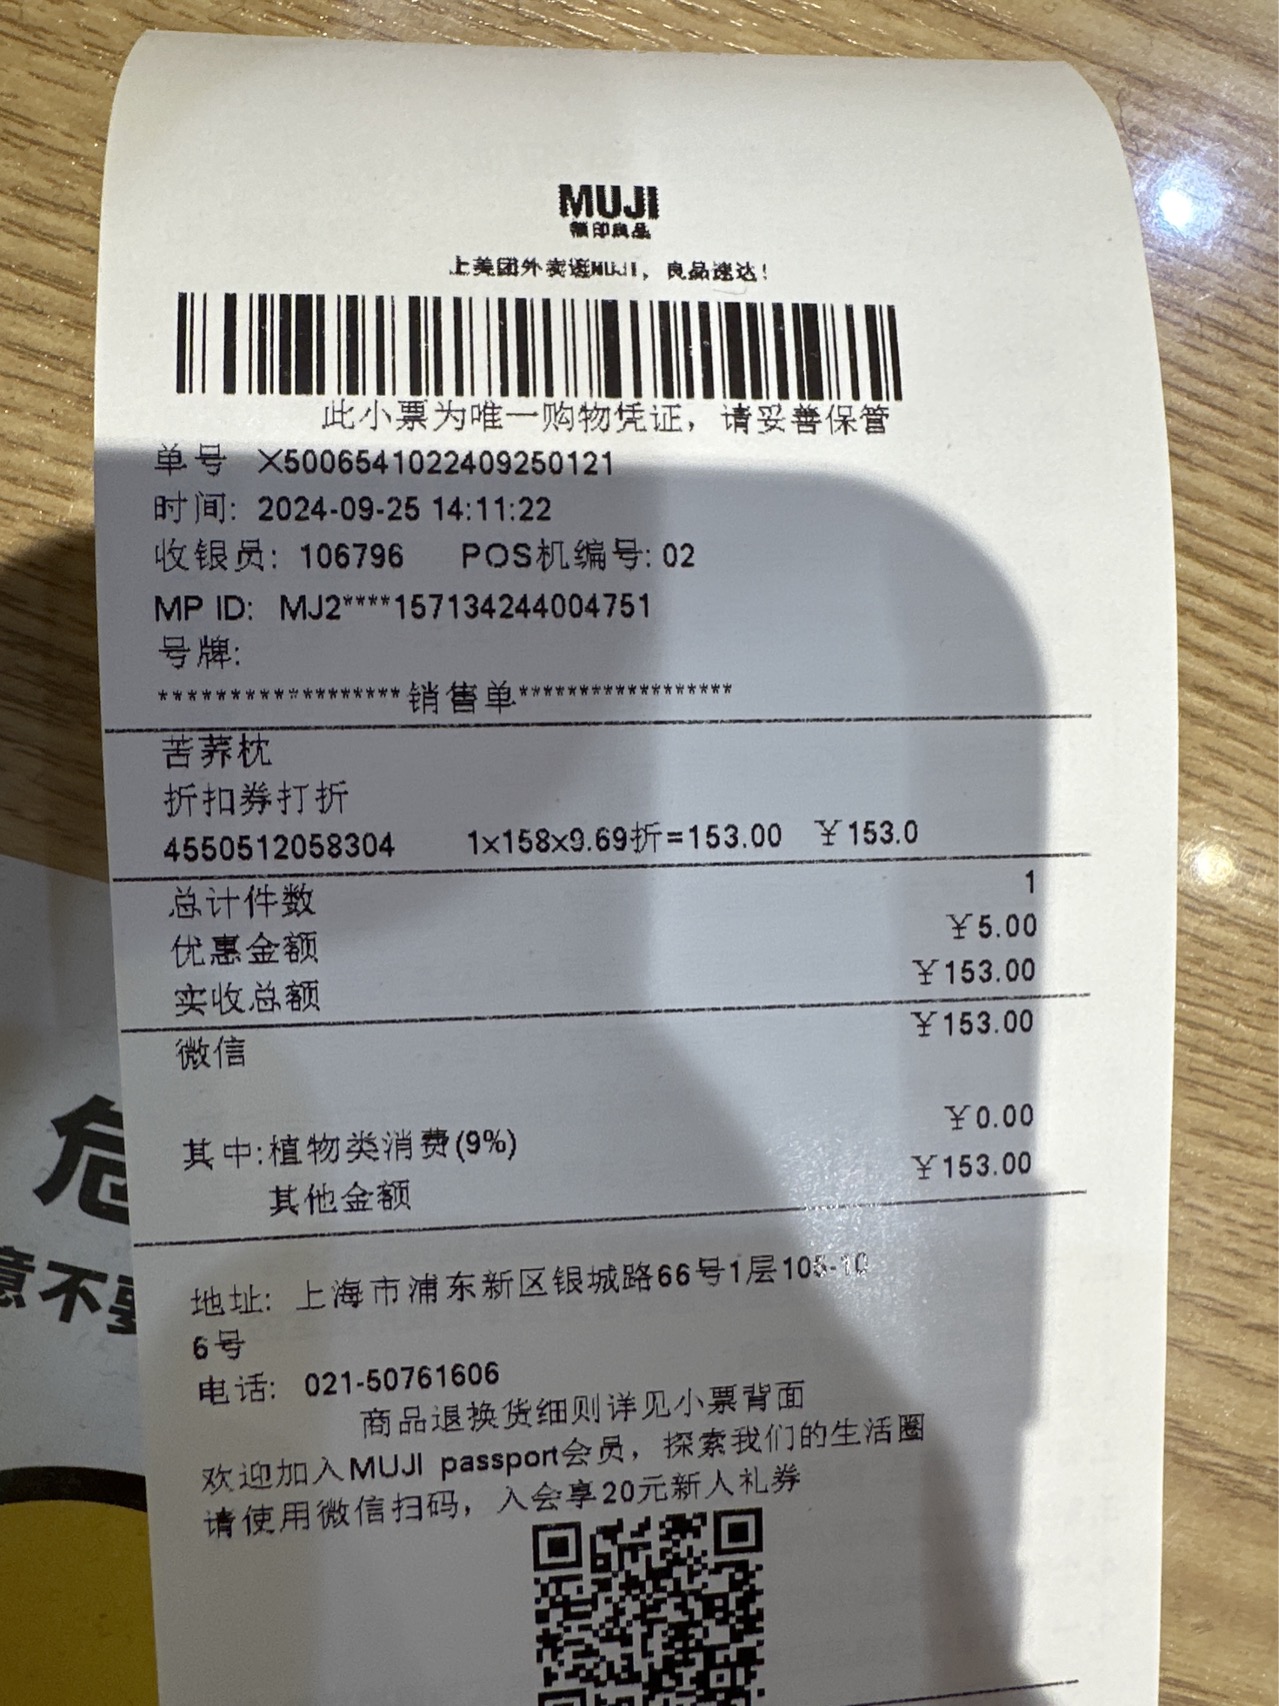 MUJI
無印良品
上美团外卖逛MUJI，良品速达！
此小票为唯一购物凭证，请妥善保管
单号 X5006541022409250121
时间: 2024-09-25 14:11:22
收银员: 106796 POS机编号: 02
MP ID: MJ2****157134244004751
号牌:
******************销售单******************
苦荞枕
折扣券打折
4550512058304 1x158x9.69折=153.00 ￥153.0
总计件数 1
优惠金额 ￥5.00
实收总额 ￥153.00
微信 ￥153.00
其中:植物类消费(9%) ￥0.00
其他金额 ￥153.00
地址: 上海市浦东新区银城路66号1层105-10
6号
电话: 021-50761606
商品退换货细则详见小票背面
欢迎加入MUJI passport会员，探索我们的生活圈
请使用微信扫码，入会享20元新人礼券
危
意不要